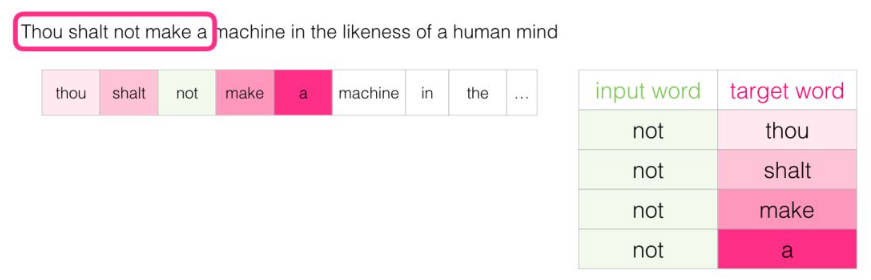 Thou shalt not make a machine in the likeness of a human mind
thou shalt not make a machine in the ...
input word target word
not thou
not shalt
not make
not a